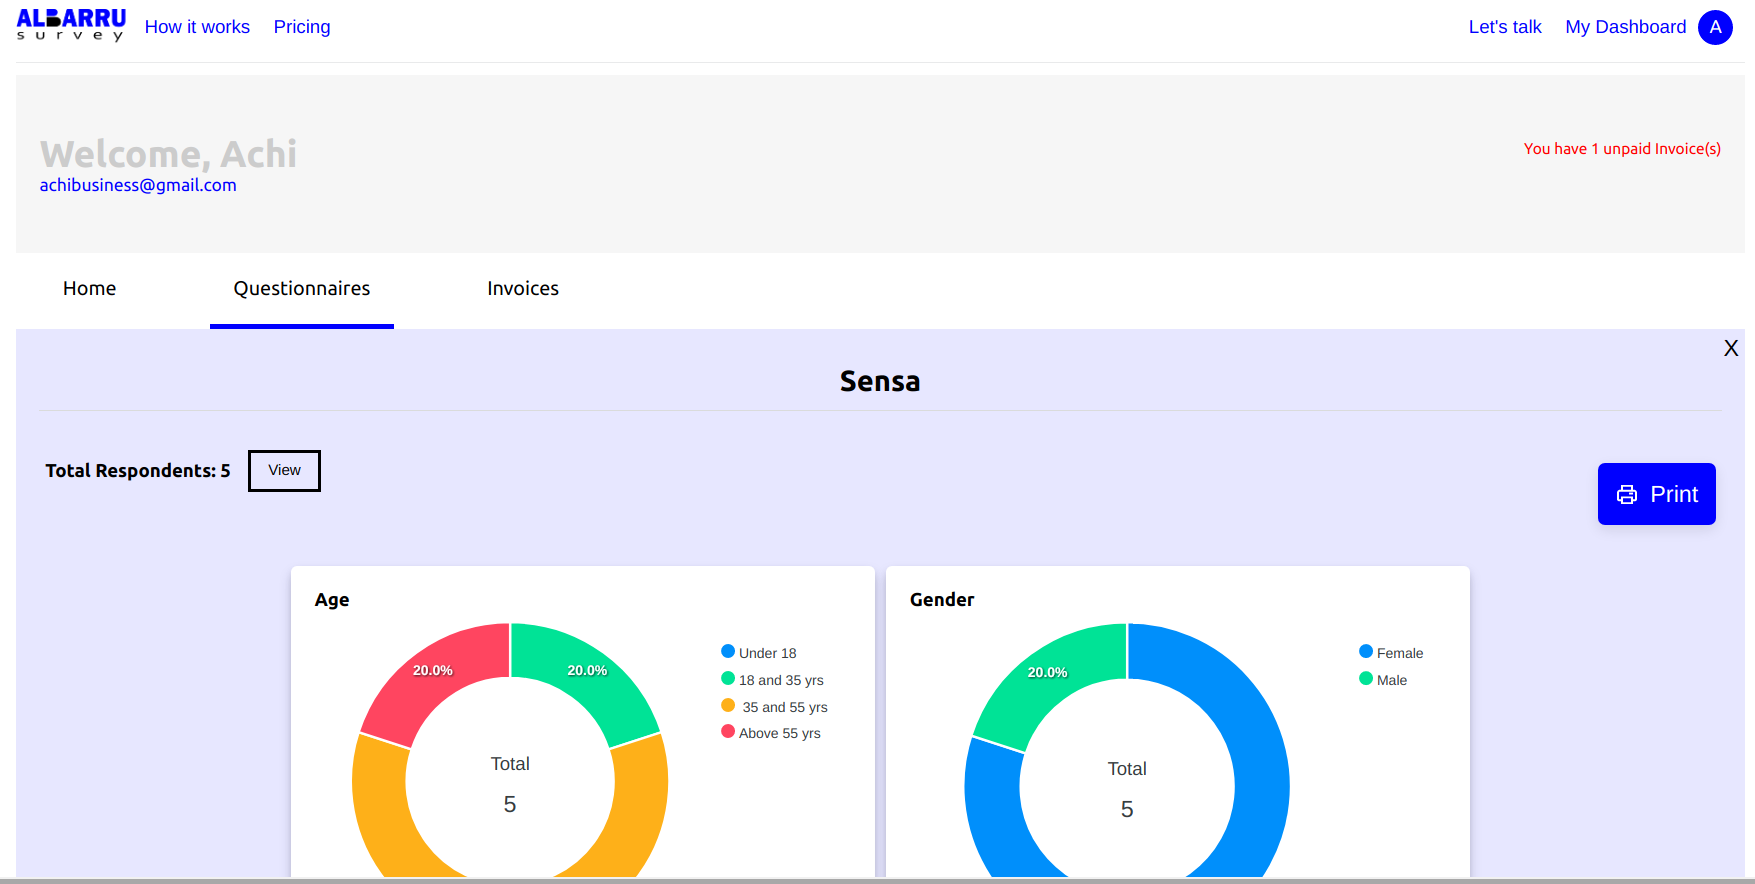 ALBARRU
survey
How it works
Pricing
Let's talk
My Dashboard
A
Welcome, Achi
achibusiness@gmail.com
You have 1 unpaid Invoice(s)
Home
Questionnaires
Invoices
X
Sensa
Total Respondents: 5
View
Print
Age
20.0%
20.0%
Total
5
Under 18
18 and 35 yrs
35 and 55 yrs
Above 55 yrs
Gender
20.0%
Total
5
Female
Male